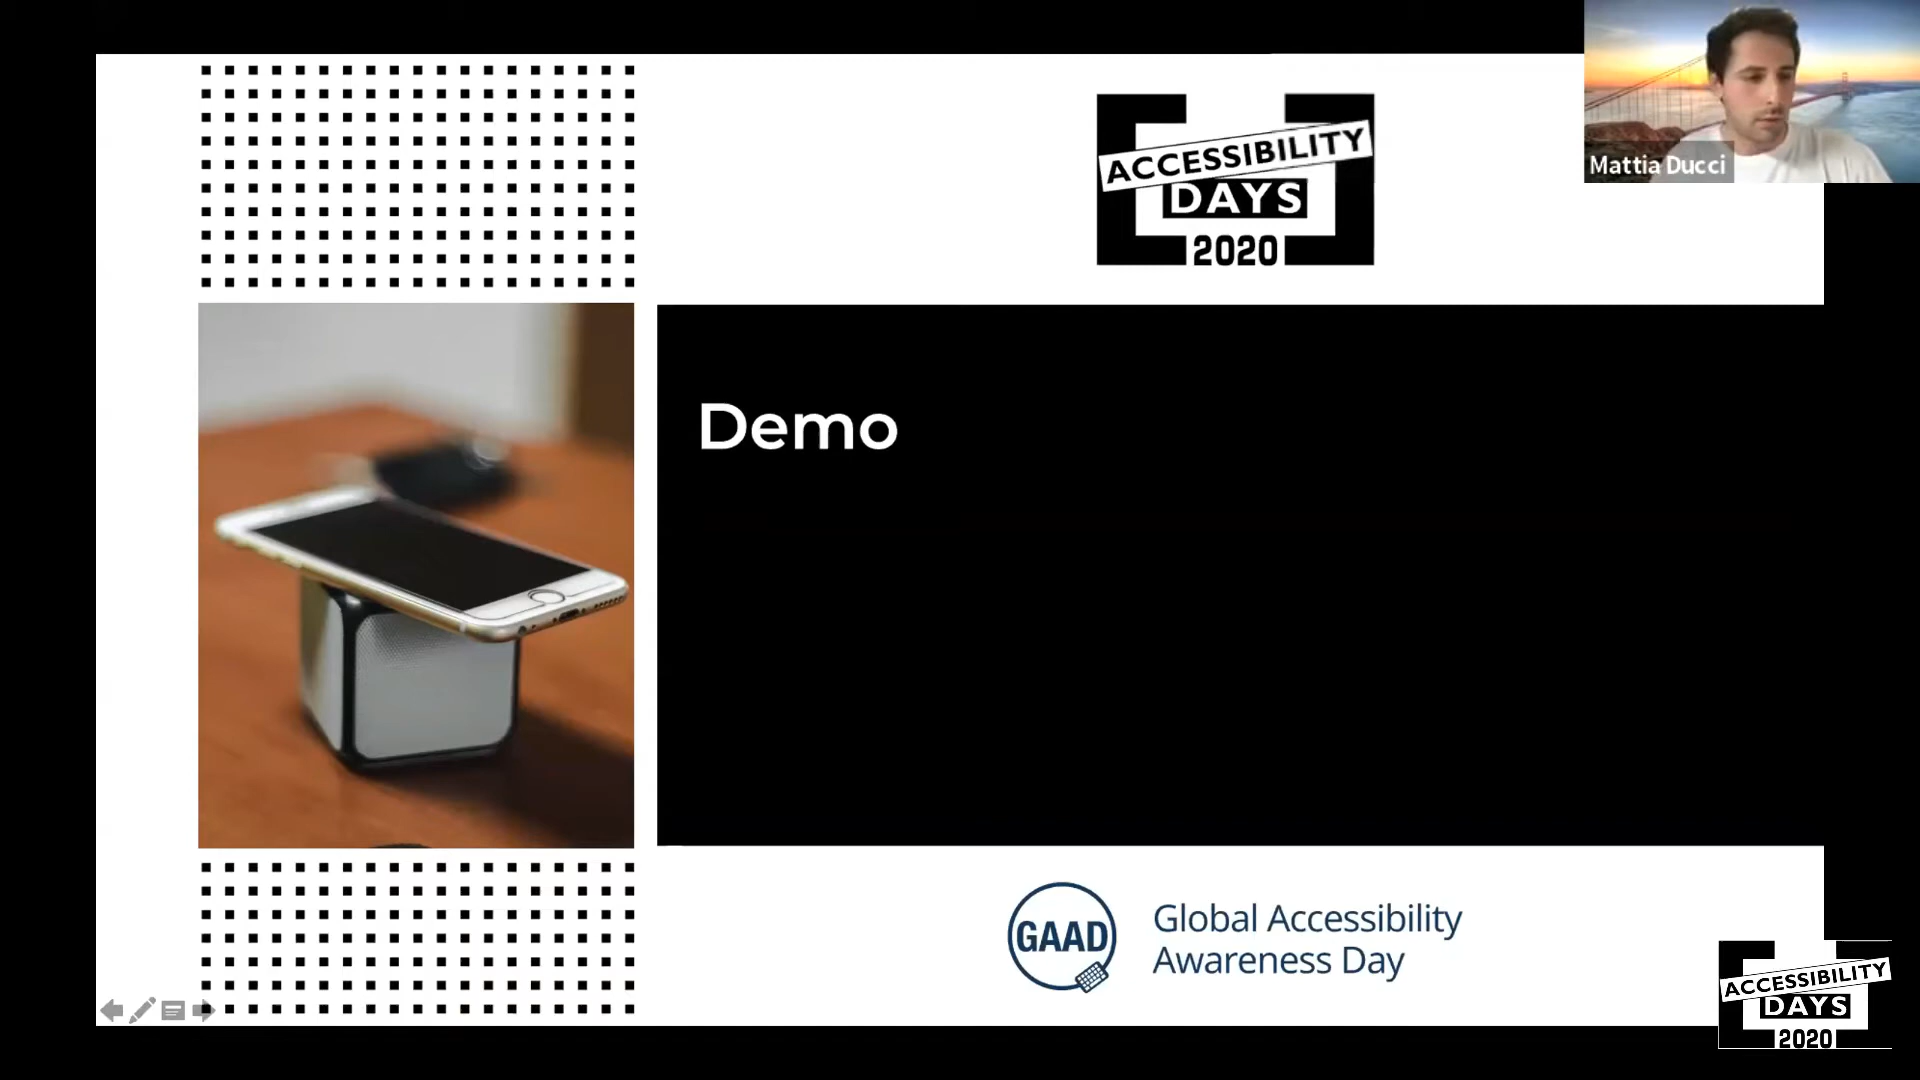 ACCESSIBILITY
DAYS
2020
Mattia Ducci
Demo
GAAD
Global Accessibility
Awareness Day
ACCESSIBILITY
DAYS
2020